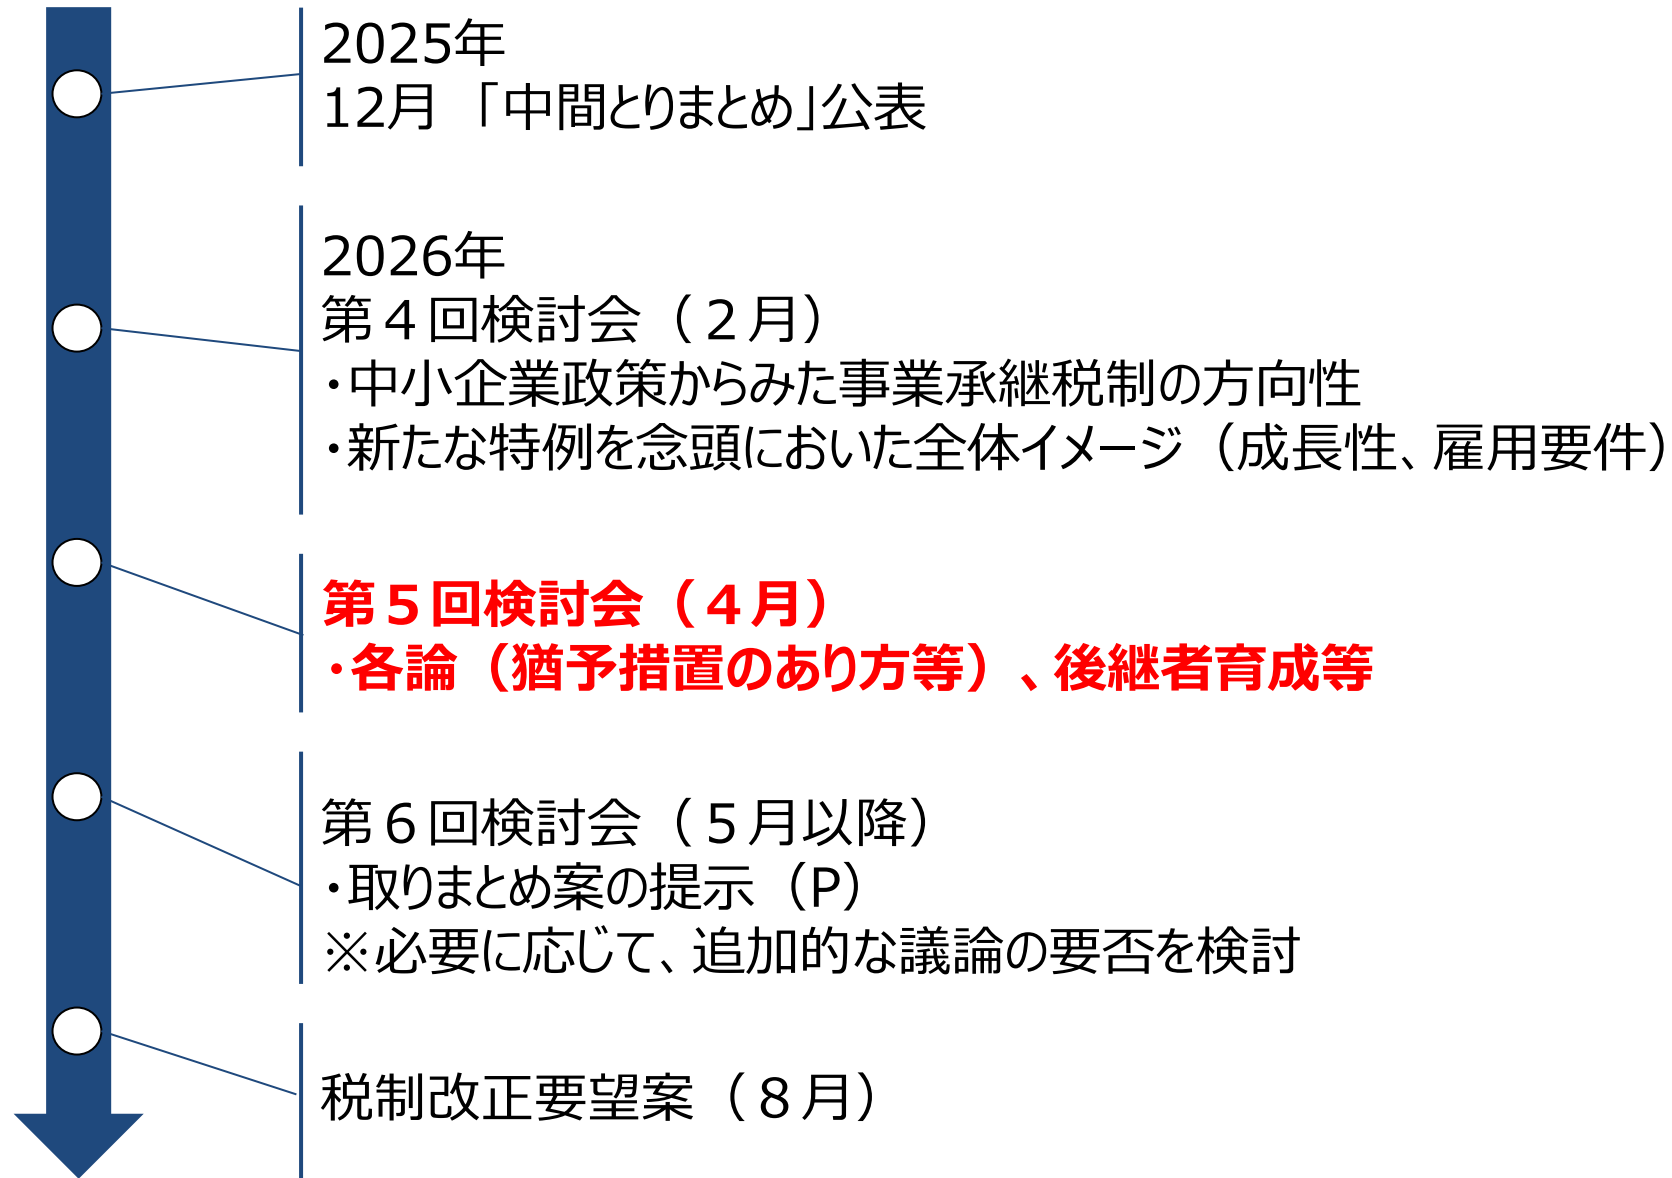 2025年
12月 「中間とりまとめ」公表
2026年
第４回検討会（２月）
・中小企業政策からみた事業承継税制の方向性
・新たな特例を念頭においた全体イメージ（成長性、雇用要件）
第５回検討会（４月）
・各論（猶予措置のあり方等）、後継者育成等
第６回検討会（５月以降）
・取りまとめ案の提示（P）
※必要に応じて、追加的な議論の要否を検討
税制改正要望案（８月）